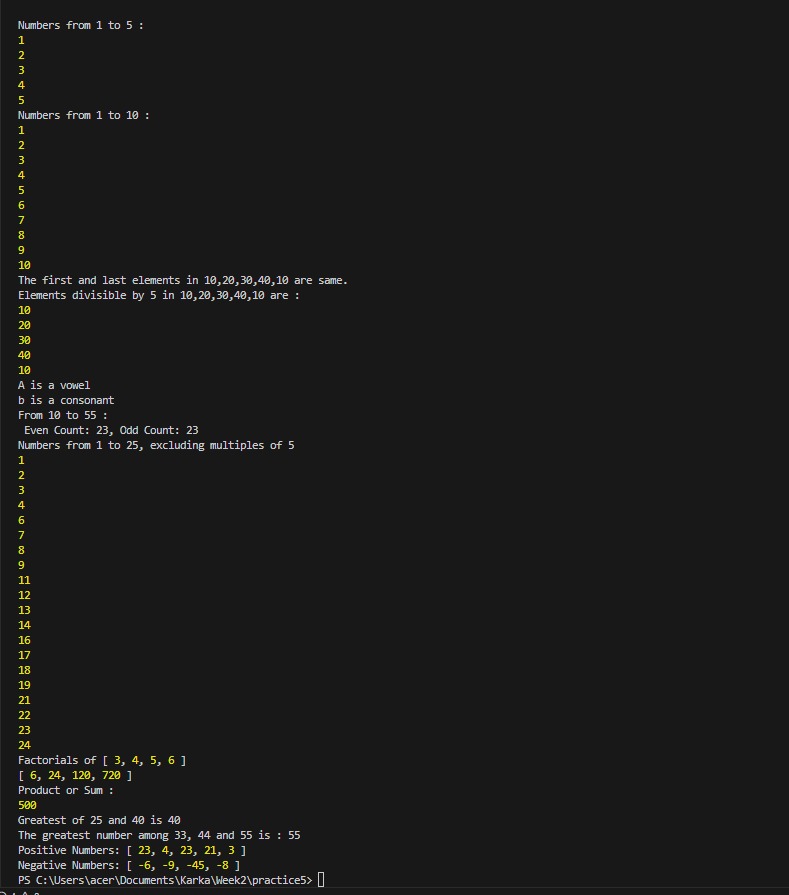 Numbers from 1 to 5 :
1
2
3
4
5
Numbers from 1 to 10 :
1
2
3
4
5
6
7
8
9
10
The first and last elements in 10,20,30,40,10 are same.
Elements divisible by 5 in 10,20,30,40,10 are :
10
20
30
40
10
A is a vowel
b is a consonant
From 10 to 55 :
 Even Count: 23, Odd Count: 23
Numbers from 1 to 25, excluding multiples of 5
1
2
3
4
6
7
8
9
11
12
13
14
16
17
18
19
21
22
23
24
Factorials of [ 3, 4, 5, 6 ]
[ 6, 24, 120, 720 ]
Product or Sum :
500
Greatest of 25 and 40 is 40
The greatest number among 33, 44 and 55 is : 55
Positive Numbers: [ 23, 4, 23, 21, 3 ]
Negative Numbers: [ -6, -9, -45, -8 ]
PS C:\Users\acer\Documents\Karka\Week2\practice5>